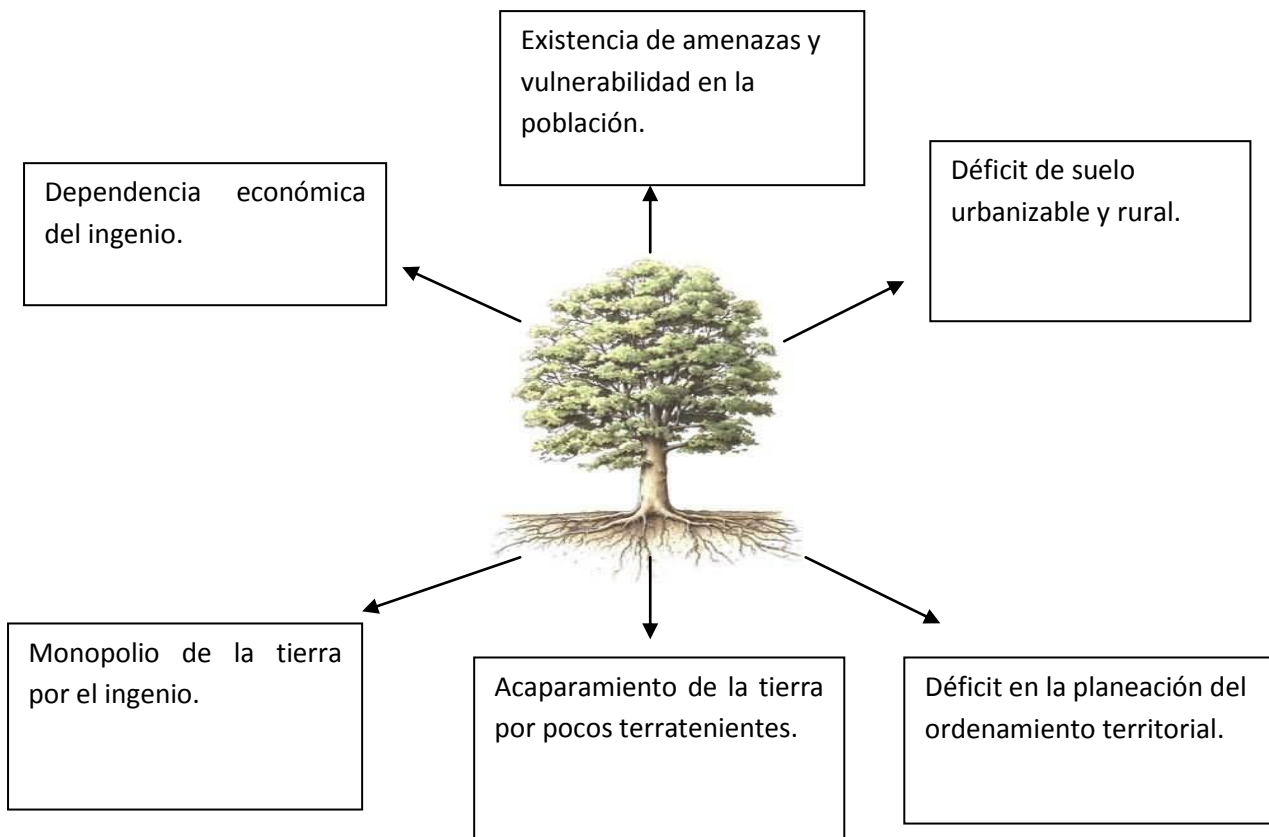 Existencia de amenazas y
vulnerabilidad en la
población.
Dependencia económica
del ingenio.
Déficit de suelo
urbanizable y rural.
Monopolio de la tierra
por el ingenio.
Acaparamiento de la tierra
por pocos terratenientes.
Déficit en la planeación del
ordenamiento territorial.